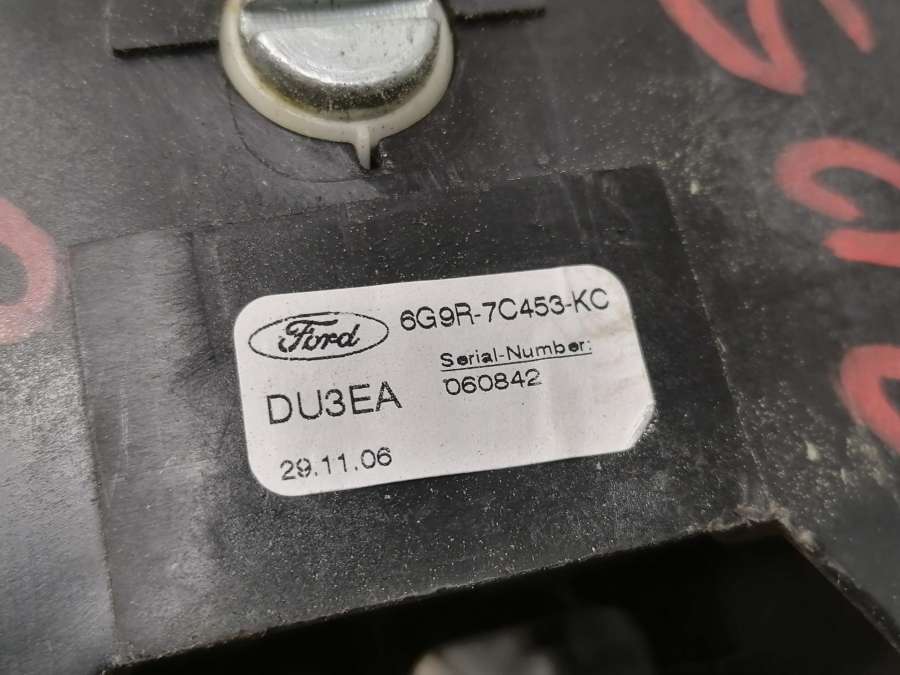 Ford
6G9R-7C453-KC
Serial-Number:
060842
DU3EA
29.11.06